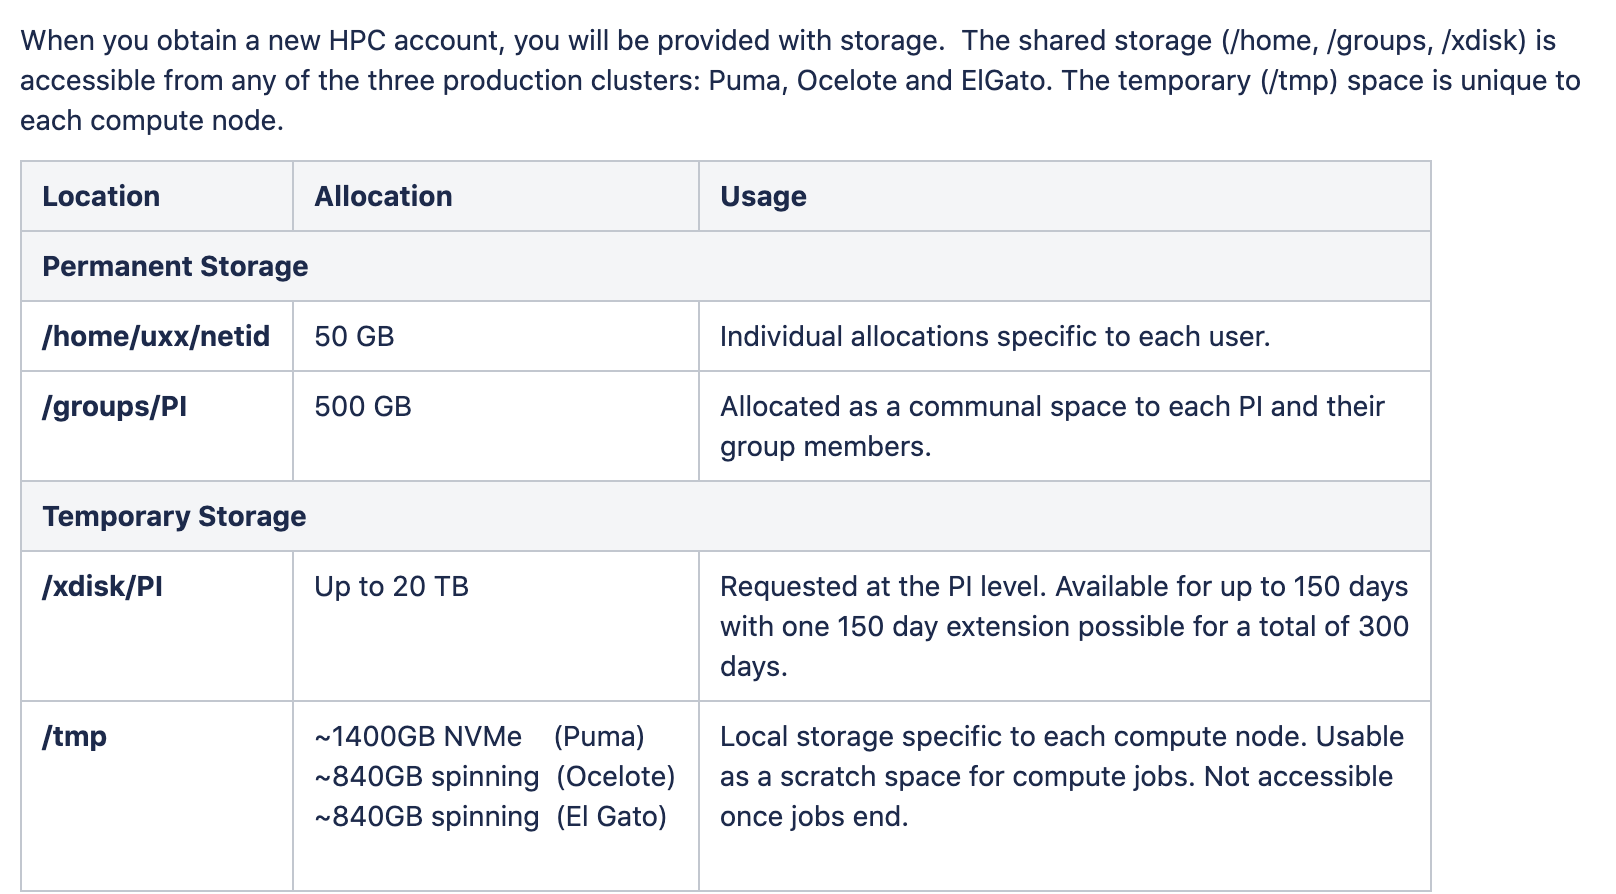 When you obtain a new HPC account, you will be provided with storage.  The shared storage (/home, /groups, /xdisk) is
accessible from any of the three production clusters: Puma, Ocelote and ElGato. The temporary (/tmp) space is unique to
each compute node.
Location Allocation Usage
Permanent Storage
/home/uxx/netid 50 GB Individual allocations specific to each user.
/groups/PI 500 GB Allocated as a communal space to each PI and their
group members.
Temporary Storage
/xdisk/PI Up to 20 TB Requested at the PI level. Available for up to 150 days
with one 150 day extension possible for a total of 300
days.
/tmp ~1400GB NVMe (Puma) Local storage specific to each compute node. Usable
~840GB spinning (Ocelote) as a scratch space for compute jobs. Not accessible
~840GB spinning (El Gato) once jobs end.